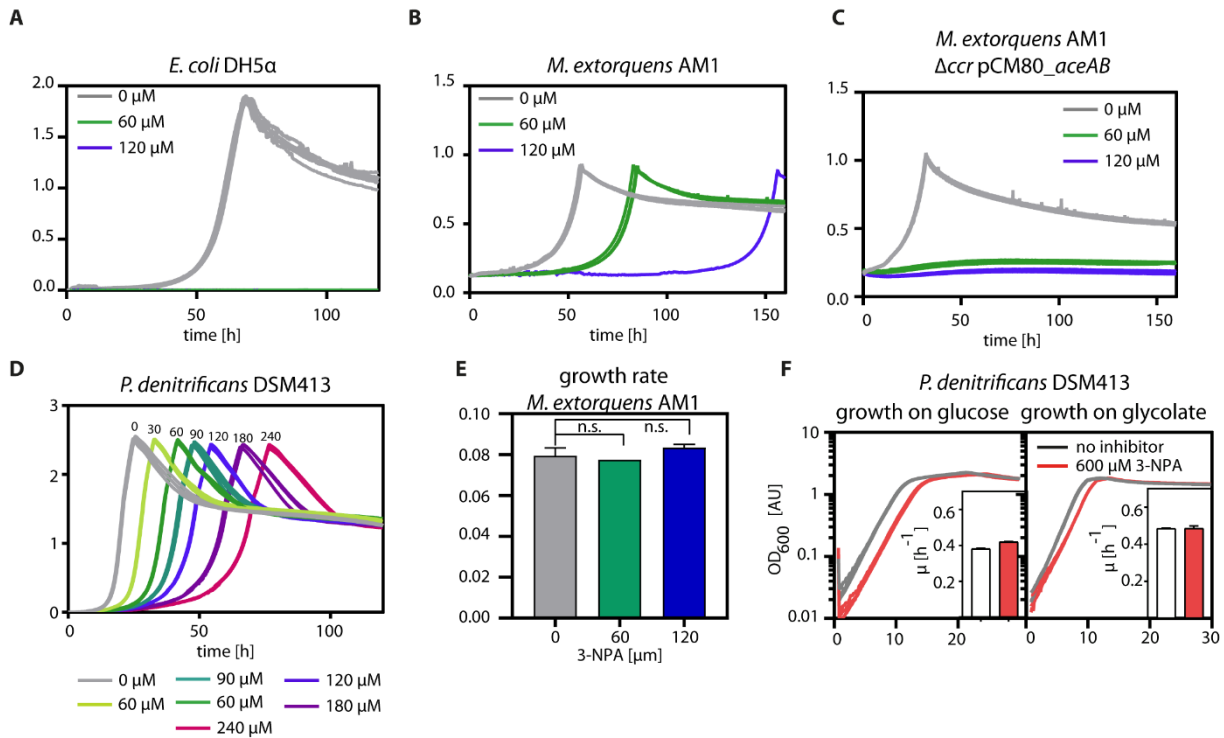 A
E. coli DH5α
2.0
1.5
1.0
0.5
0.0
0 µM
60 µM
120 µM
0 50 100
time [h]
B
M. extorquens AM1
1.5
1.0
0.5
0.0
0 µM
60 µM
120 µM
0 50 100 150
time [h]
C
M. extorquens AM1
Δccr pCM80_aceAB
1.5
1.0
0.5
0.0
0 µM
60 µM
120 µM
0 50 100 150
time [h]
D
P. denitrificans DSM413
3
2
1
0
0 30 60 90 120 180 240
0 50 100
time [h]
0 µM 90 µM 120 µM
60 µM 60 µM 180 µM
240 µM
E
growth rate
M. extorquens AM1
0.10
0.08
0.06
0.04
0.02
0.00
n.s. n.s.
0 60 120
3-NPA [µm]
F
P. denitrificans DSM413
growth on glucose growth on glycolate
no inhibitor
600 µM 3-NPA
OD600 [AU]
10
1
0.1
0.01
µ [h-1]
0.6
0.4
0.2
µ [h-1]
0.6
0.4
0.2
0 10 20
0 10 20 30